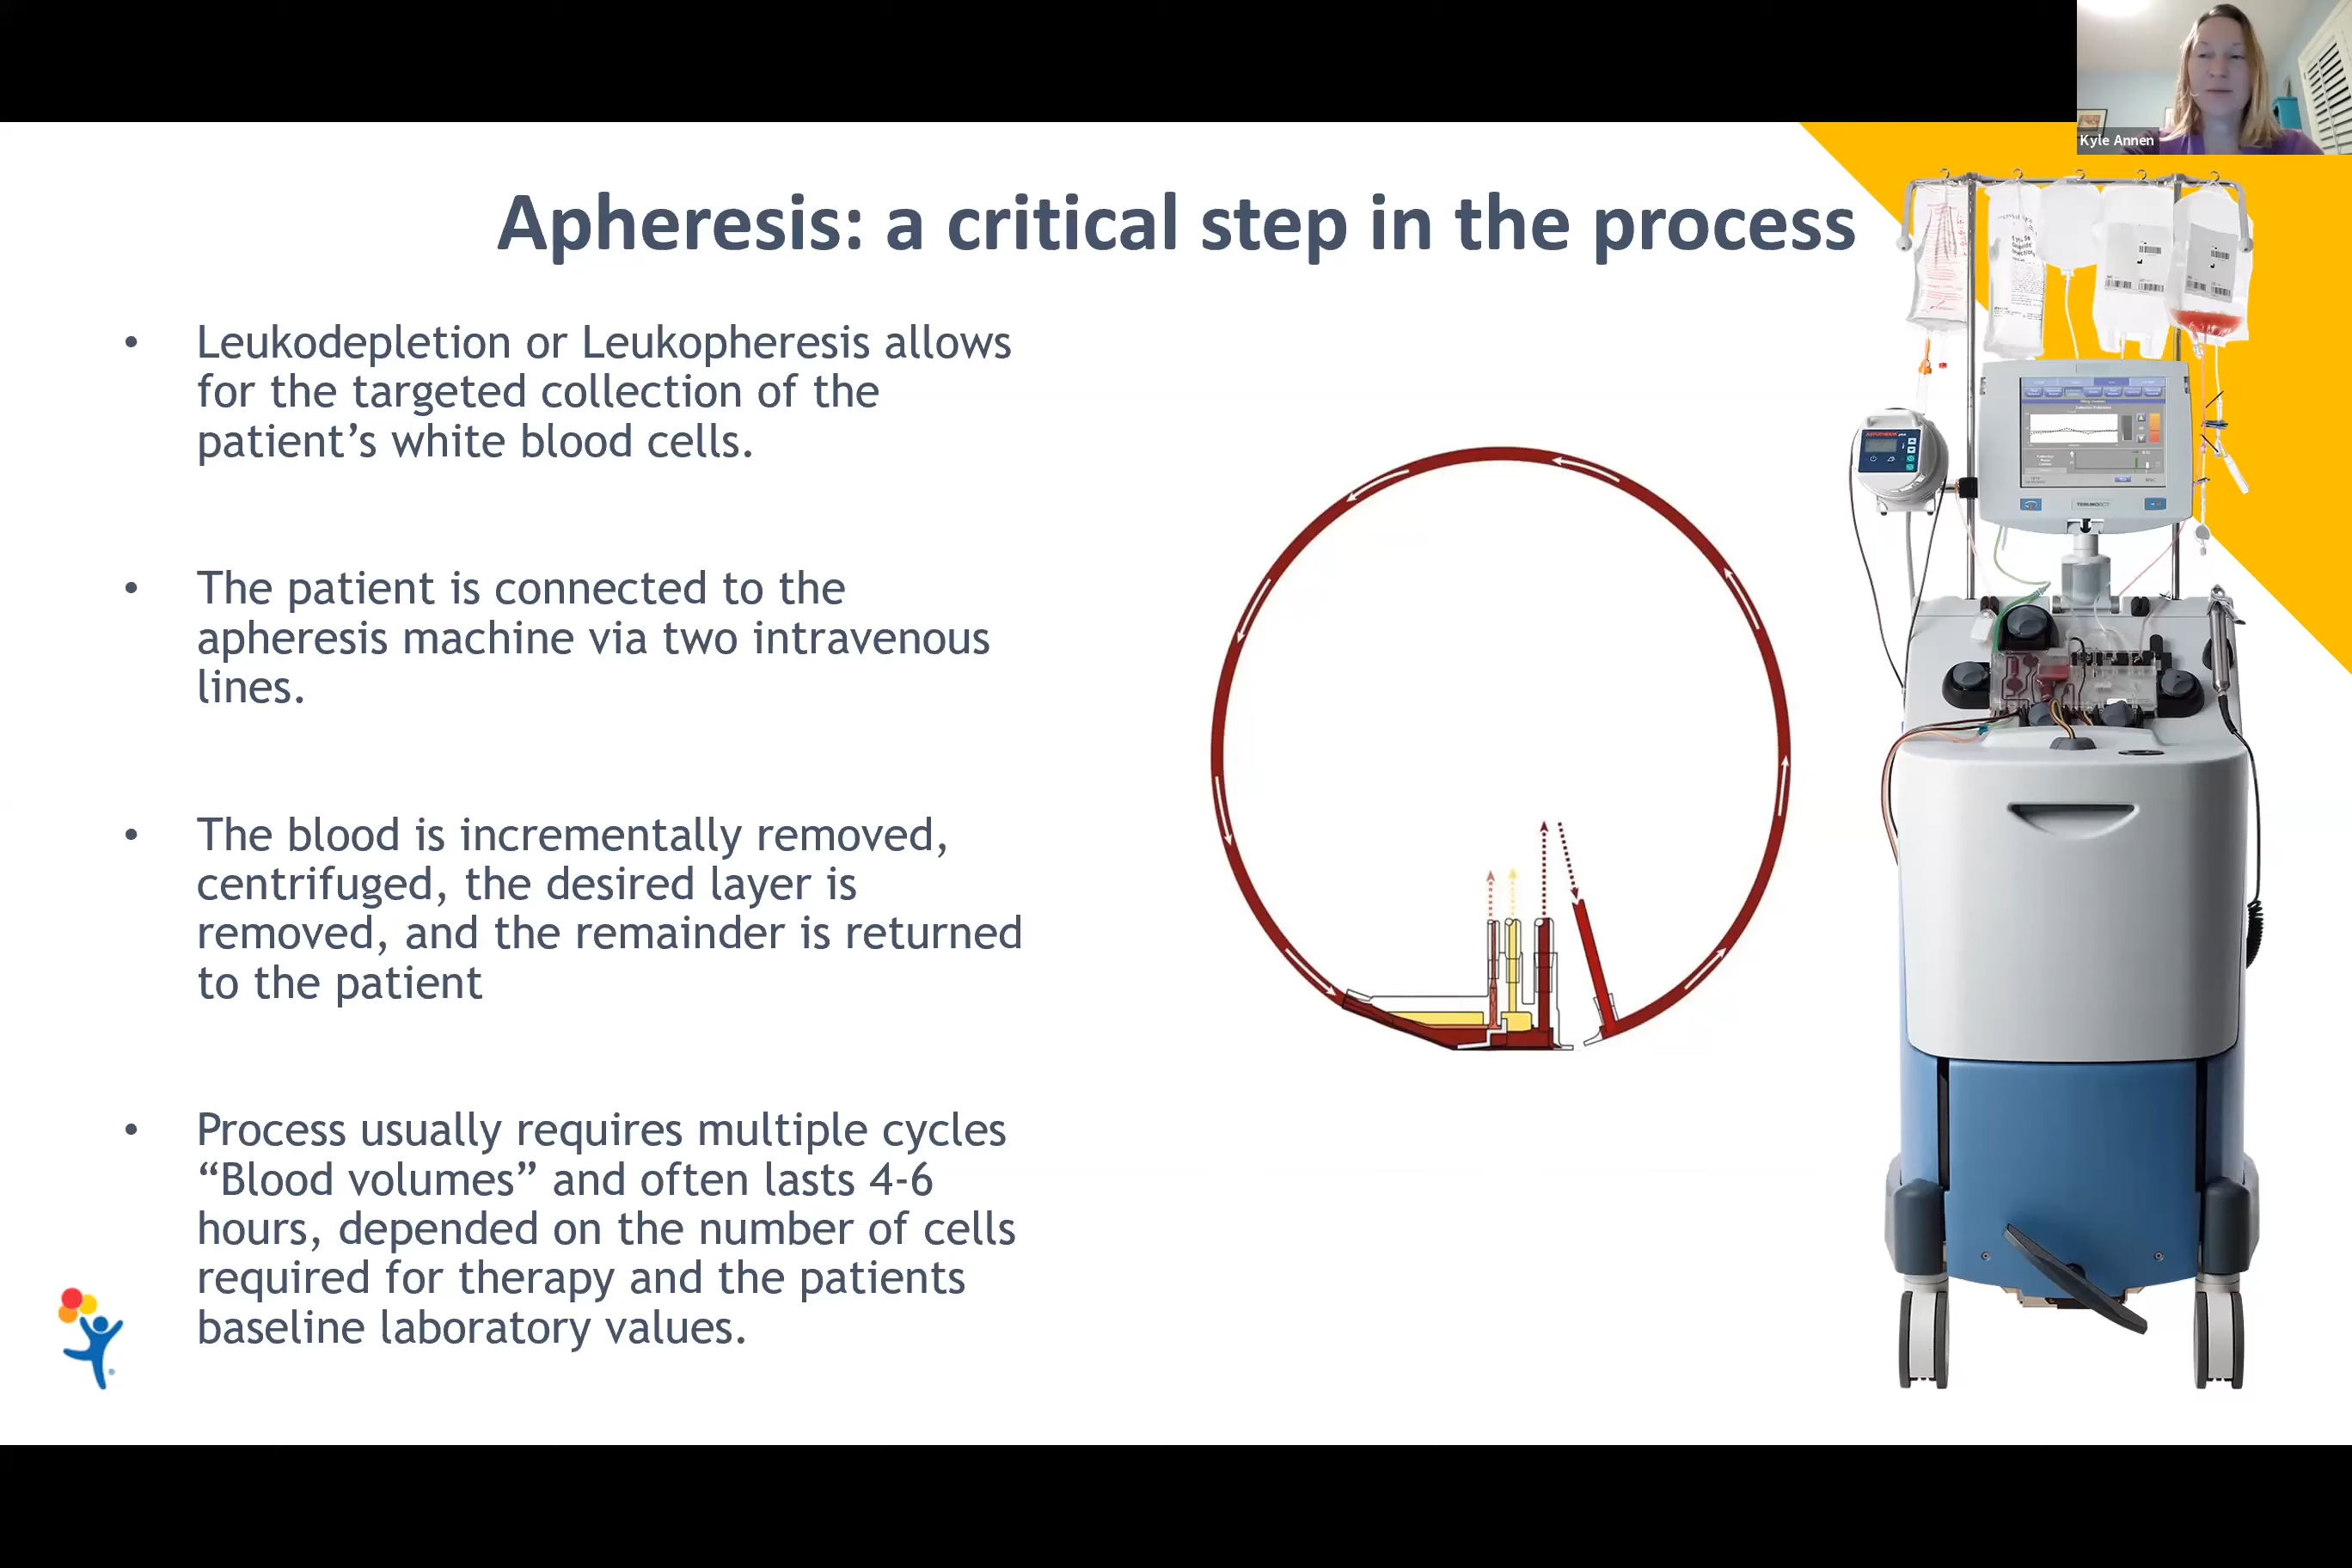 Kyle Annen
Apheresis: a critical step in the process
• Leukodepletion or Leukopheresis allows
for the targeted collection of the
patient’s white blood cells.
• The patient is connected to the
apheresis machine via two intravenous
lines.
• The blood is incrementally removed,
centrifuged, the desired layer is
removed, and the remainder is returned
to the patient
• Process usually requires multiple cycles
“Blood volumes” and often lasts 4-6
hours, depended on the number of cells
required for therapy and the patients
baseline laboratory values.
TERUMOBCT